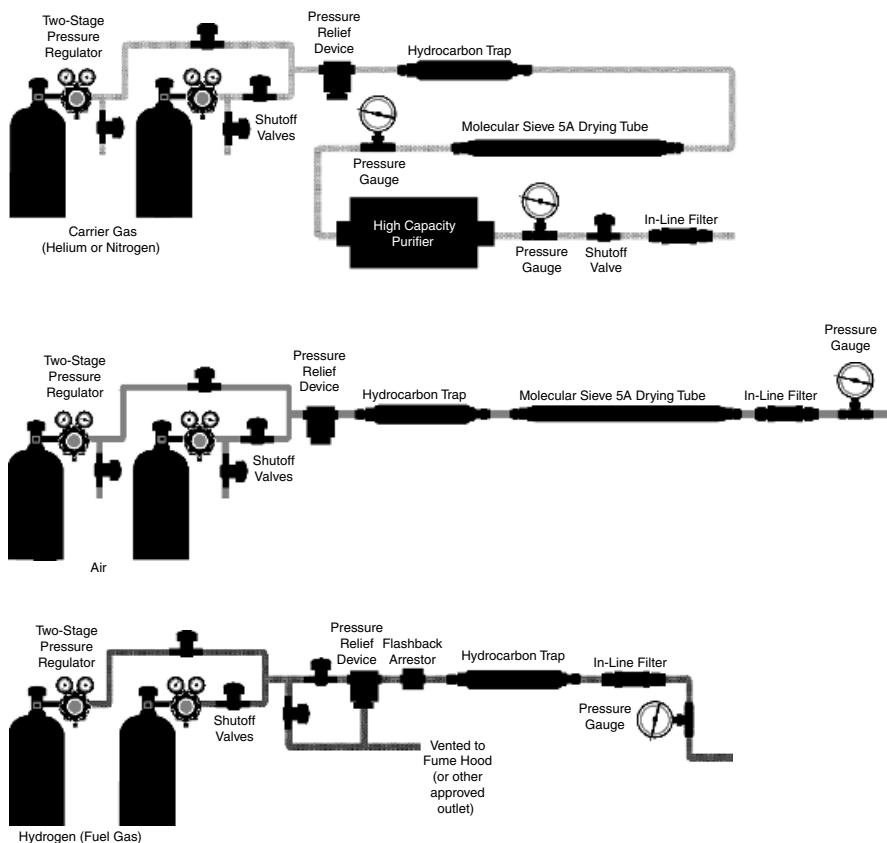 Two-Stage
Pressure
Regulator
Pressure
Relief
Device
Hydrocarbon Trap
Shutoff
Valves
Pressure
Gauge
Molecular Sieve 5A Drying Tube
Carrier Gas
(Helium or Nitrogen)
High Capacity
Purifier
Pressure
Gauge
Shutoff
Valve
In-Line Filter
Two-Stage
Pressure
Regulator
Pressure
Relief
Device
Hydrocarbon Trap
Molecular Sieve 5A Drying Tube
In-Line Filter
Pressure
Gauge
Shutoff
Valves
Air
Two-Stage
Pressure
Regulator
Pressure
Relief
Device
Flashback
Arrestor
Hydrocarbon Trap
In-Line Filter
Shutoff
Valves
Pressure
Gauge
Vented to
Fume Hood
(or other
approved
outlet)
Hydrogen (Fuel Gas)